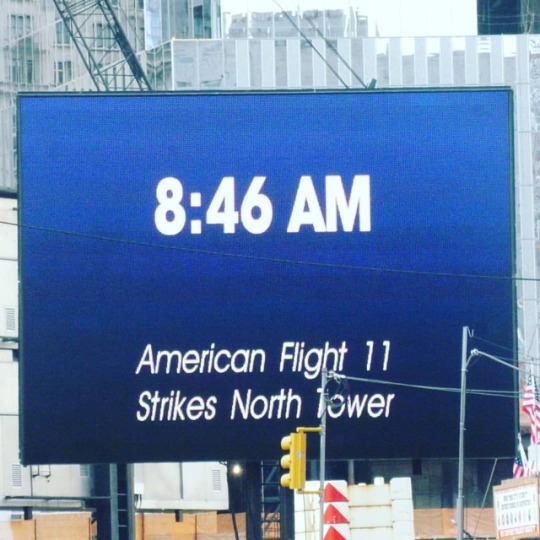 8:46 AM
American Flight 11
Strikes North Tower